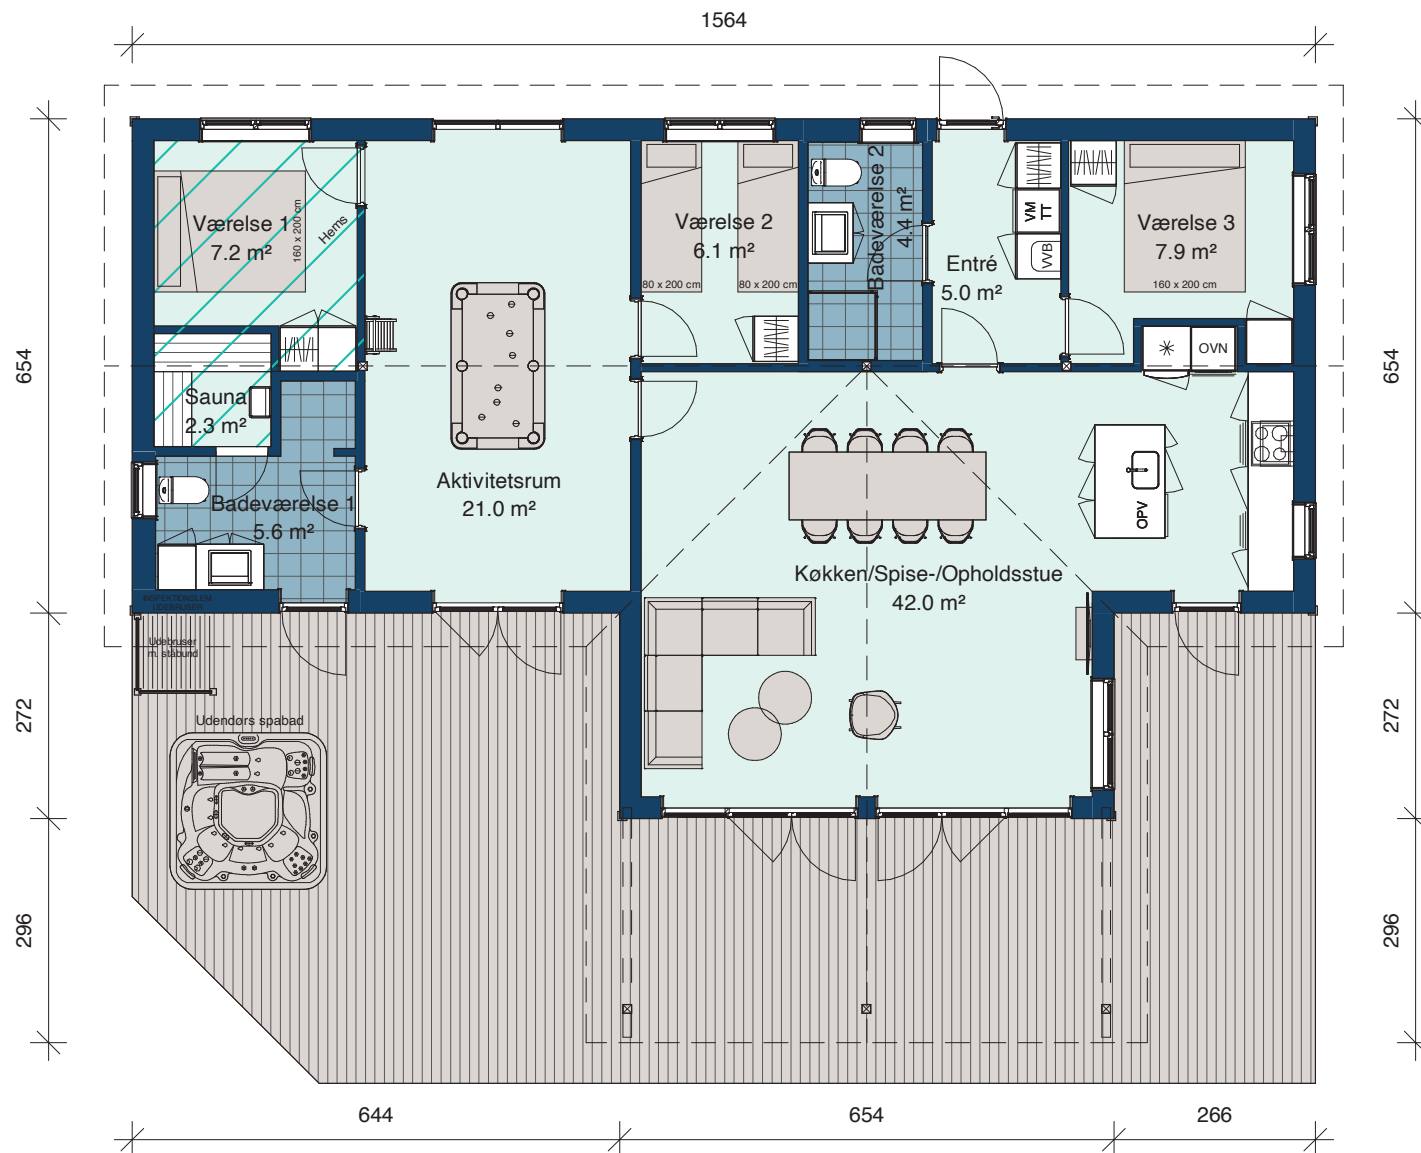 1564
Værelse 1
7.2 m²
160 x 200 cm
Hems
Værelse 2
6.1 m²
80 x 200 cm
80 x 200 cm
Badeværelse 2
4.4 m²
VM
TT
VVB
Entré
5.0 m²
Værelse 3
7.9 m²
160 x 200 cm
OVN
654
654
Sauna
2.3 m²
Aktivitetsrum
21.0 m²
Badeværelse 1
5.6 m²
OPV
Køkken/Spise-/Opholdsstue
42.0 m²
INSPEKTIONSLEM
UDEBRUSER
Udebruser
m. ståbund
272
272
Udendørs spabad
296
296
644
654
266